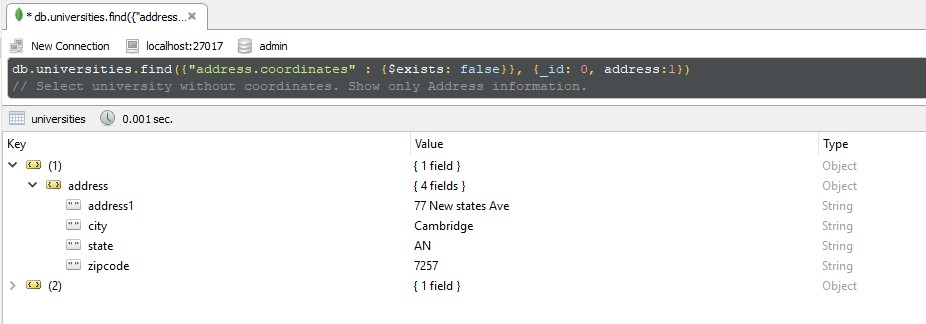 * db.universities.find({"address... ×
New Connection localhost:27017 admin
db.universities.find({"address.coordinates" : {$exists: false}}, {_id: 0, address:1})
// Select university without coordinates. Show only Address information.
universities 0.001 sec.
Key Value Type
(1) { 1 field } Object
address { 4 fields } Object
"" address1 77 New states Ave String
"" city Cambridge String
"" state AN String
"" zipcode 7257 String
(2) { 1 field } Object